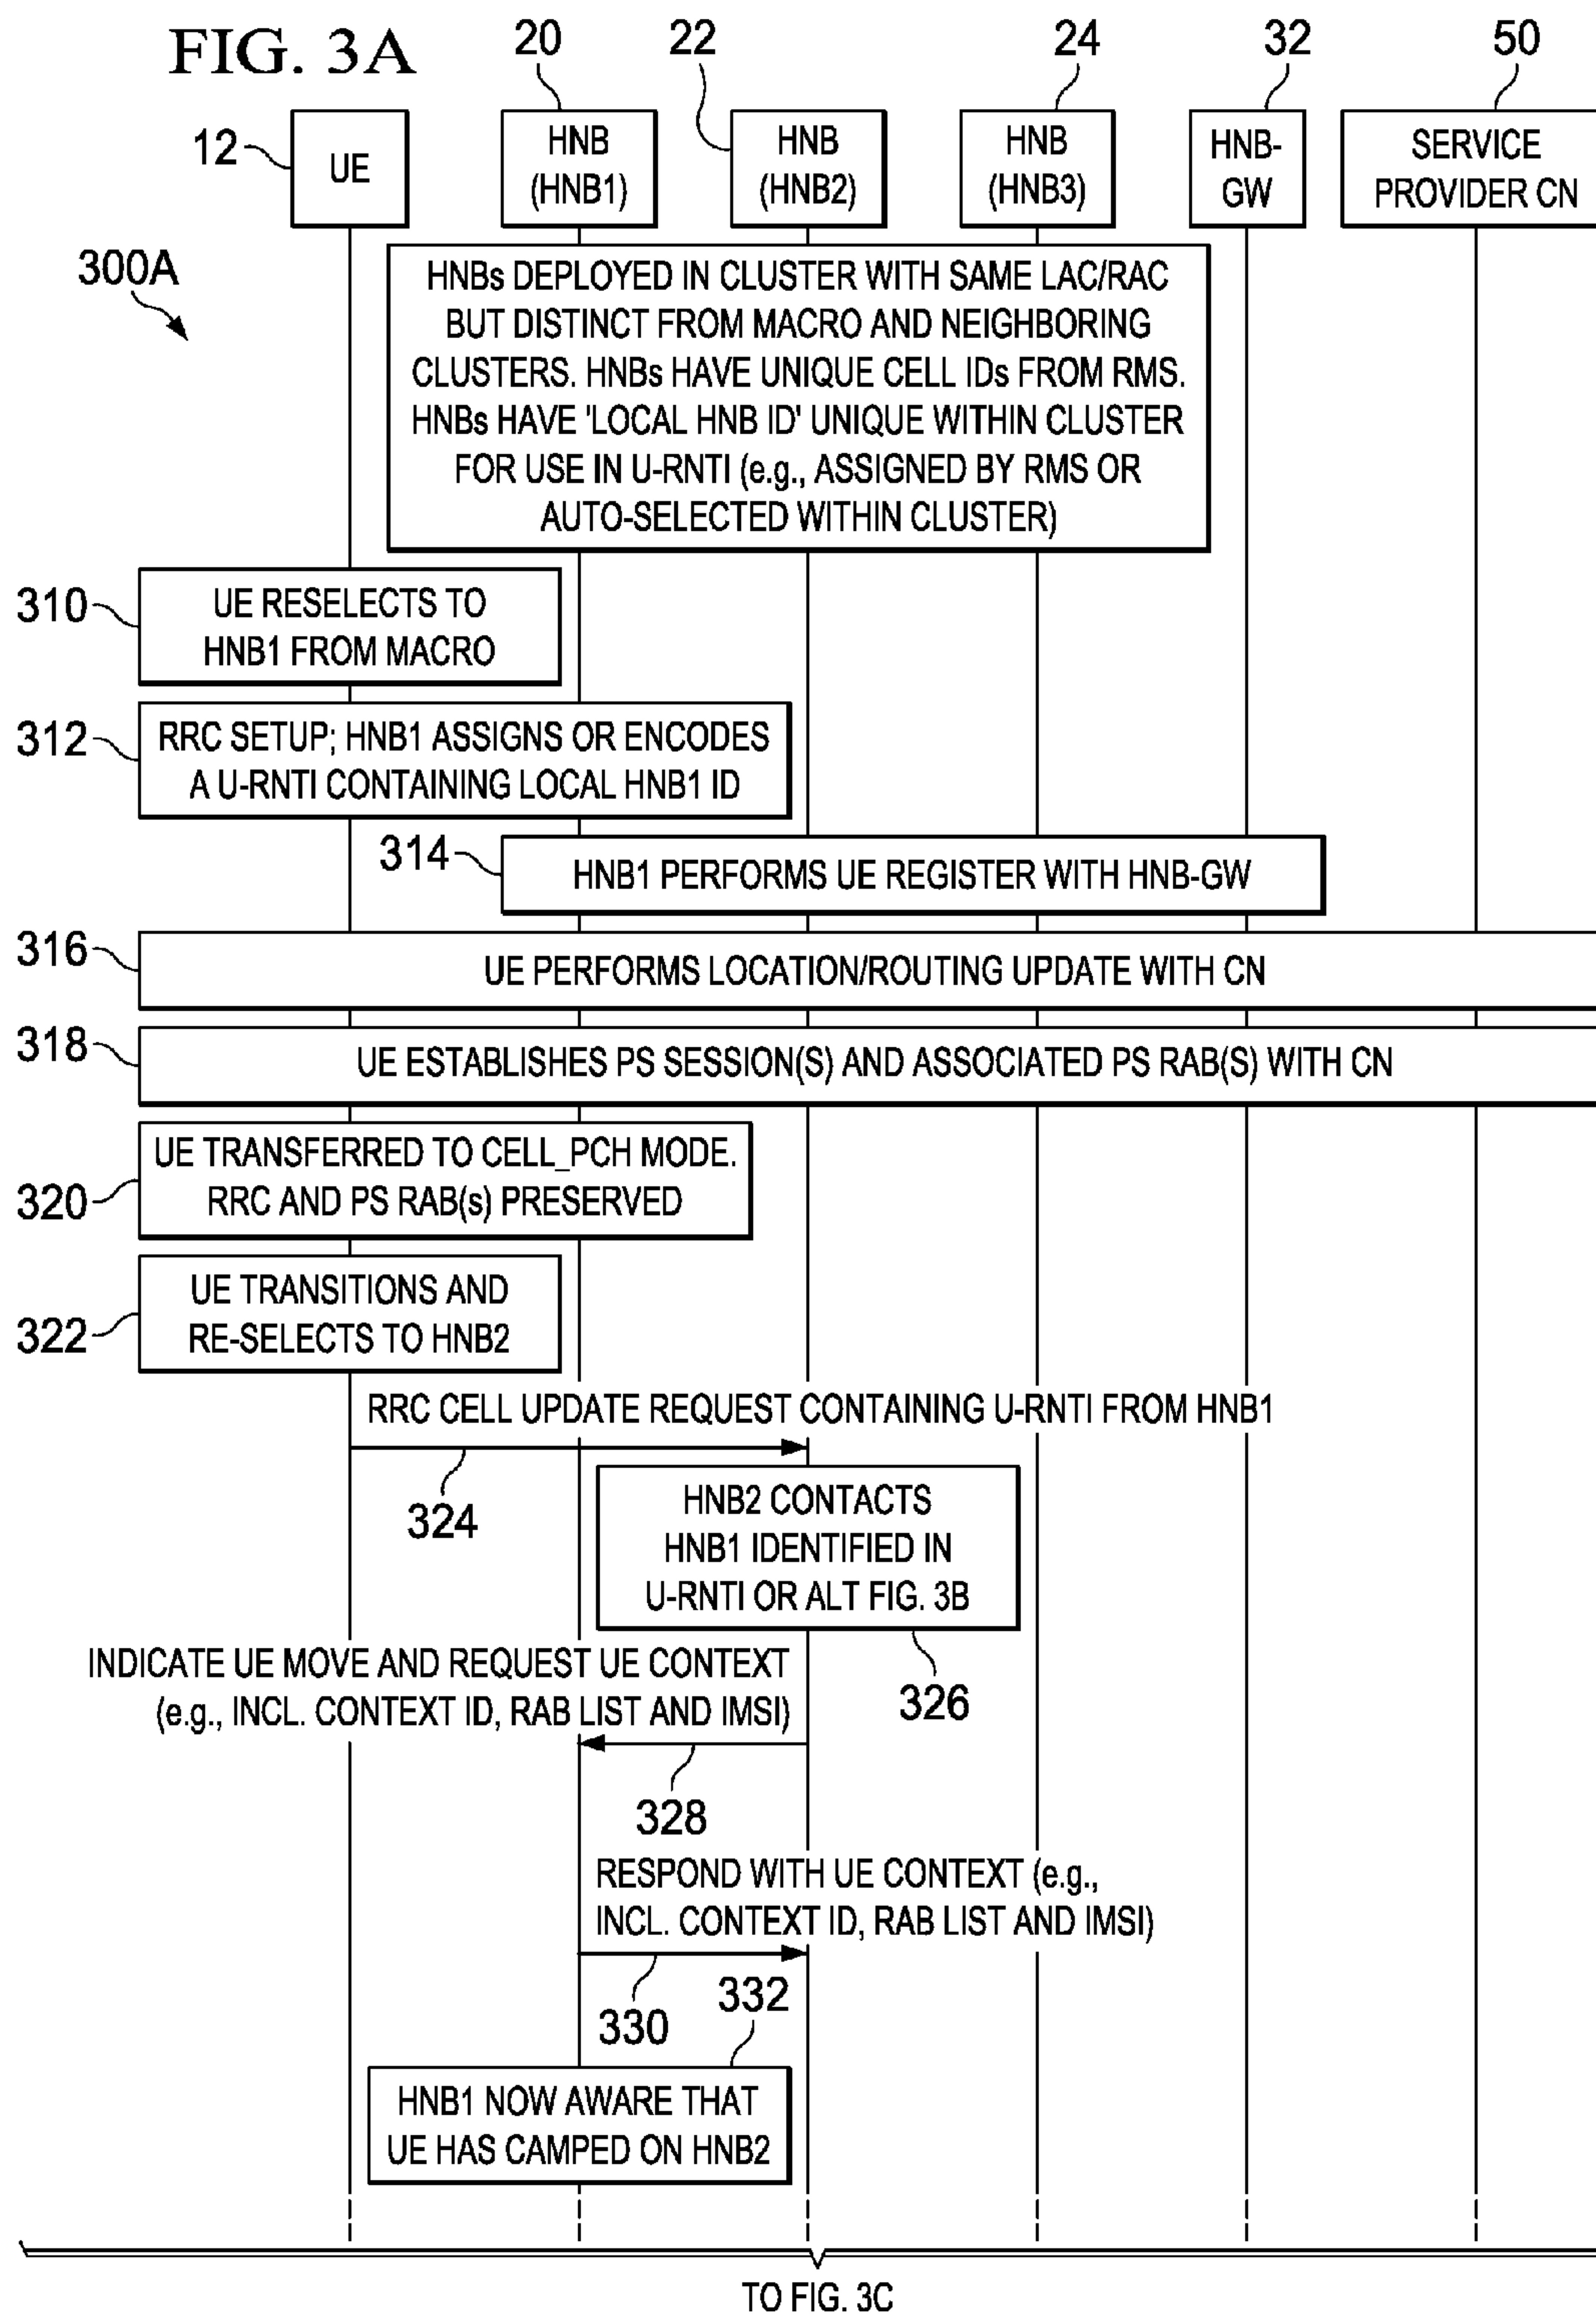 FIG. 3A
20
22
24
32
50
12
UE
HNB
(HNB1)
HNB
(HNB2)
HNB
(HNB3)
HNB-
GW
SERVICE
PROVIDER CN
300A
HNBs DEPLOYED IN CLUSTER WITH SAME LAC/RAC
BUT DISTINCT FROM MACRO AND NEIGHBORING
CLUSTERS. HNBs HAVE UNIQUE CELL IDs FROM RMS.
HNBs HAVE 'LOCAL HNB ID' UNIQUE WITHIN CLUSTER
FOR USE IN U-RNTI (e.g., ASSIGNED BY RMS OR
AUTO-SELECTED WITHIN CLUSTER)
310
UE RESELECTS TO
HNB1 FROM MACRO
312
RRC SETUP; HNB1 ASSIGNS OR ENCODES
A U-RNTI CONTAINING LOCAL HNB1 ID
314
HNB1 PERFORMS UE REGISTER WITH HNB-GW
316
UE PERFORMS LOCATION/ROUTING UPDATE WITH CN
318
UE ESTABLISHES PS SESSION(S) AND ASSOCIATED PS RAB(S) WITH CN
320
UE TRANSFERRED TO CELL_PCH MODE.
RRC AND PS RAB(s) PRESERVED
322
UE TRANSITIONS AND
RE-SELECTS TO HNB2
RRC CELL UPDATE REQUEST CONTAINING U-RNTI FROM HNB1
324
HNB2 CONTACTS
HNB1 IDENTIFIED IN
U-RNTI OR ALT FIG. 3B
326
INDICATE UE MOVE AND REQUEST UE CONTEXT
(e.g., INCL. CONTEXT ID, RAB LIST AND IMSI)
328
RESPOND WITH UE CONTEXT (e.g.,
INCL. CONTEXT ID, RAB LIST AND IMSI)
330
332
HNB1 NOW AWARE THAT
UE HAS CAMPED ON HNB2
TO FIG. 3C